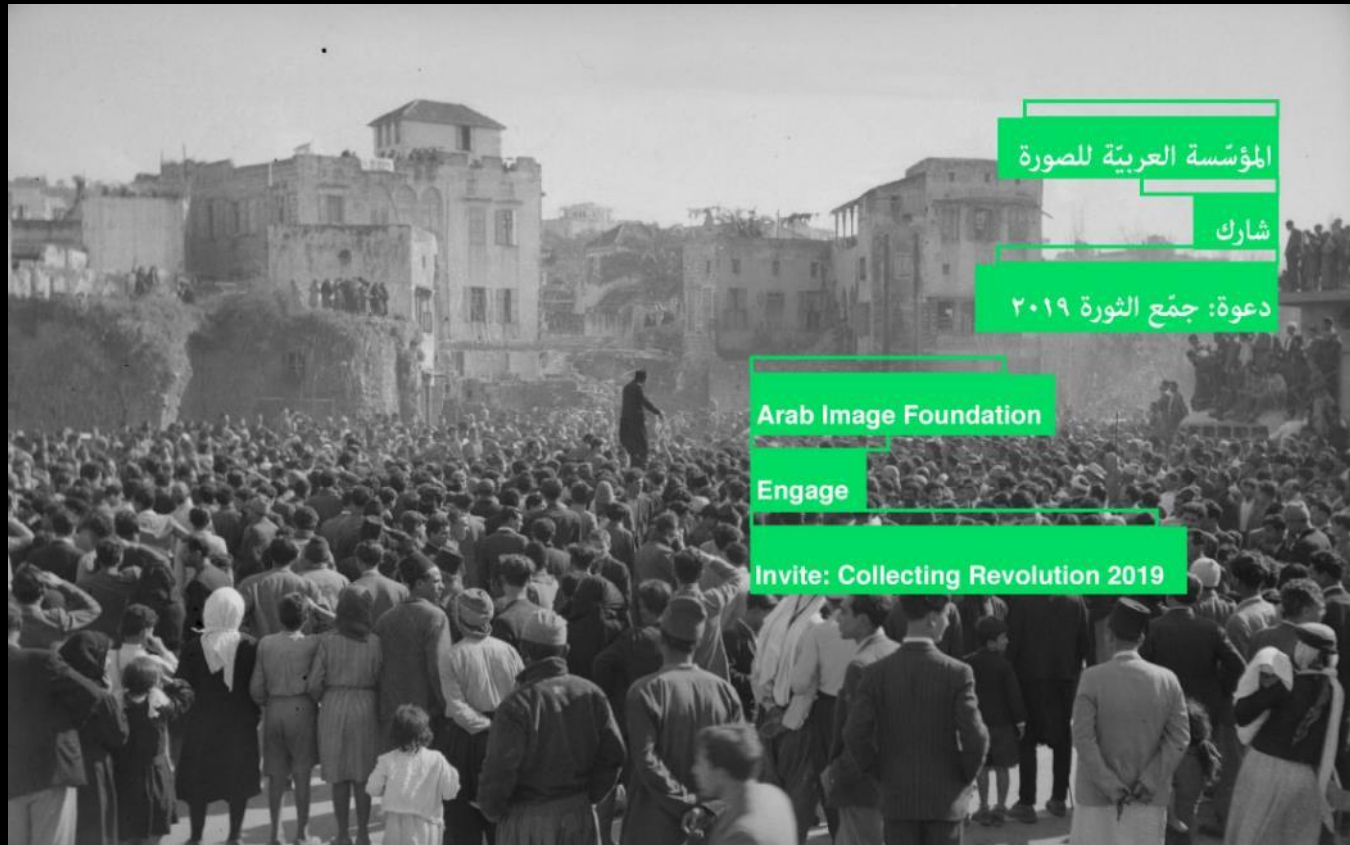 المؤسّسة العربيّة للصورة
شارك
دعوة: جمّع الثورة ٢٠١٩
Arab Image Foundation
Engage
Invite: Collecting Revolution 2019